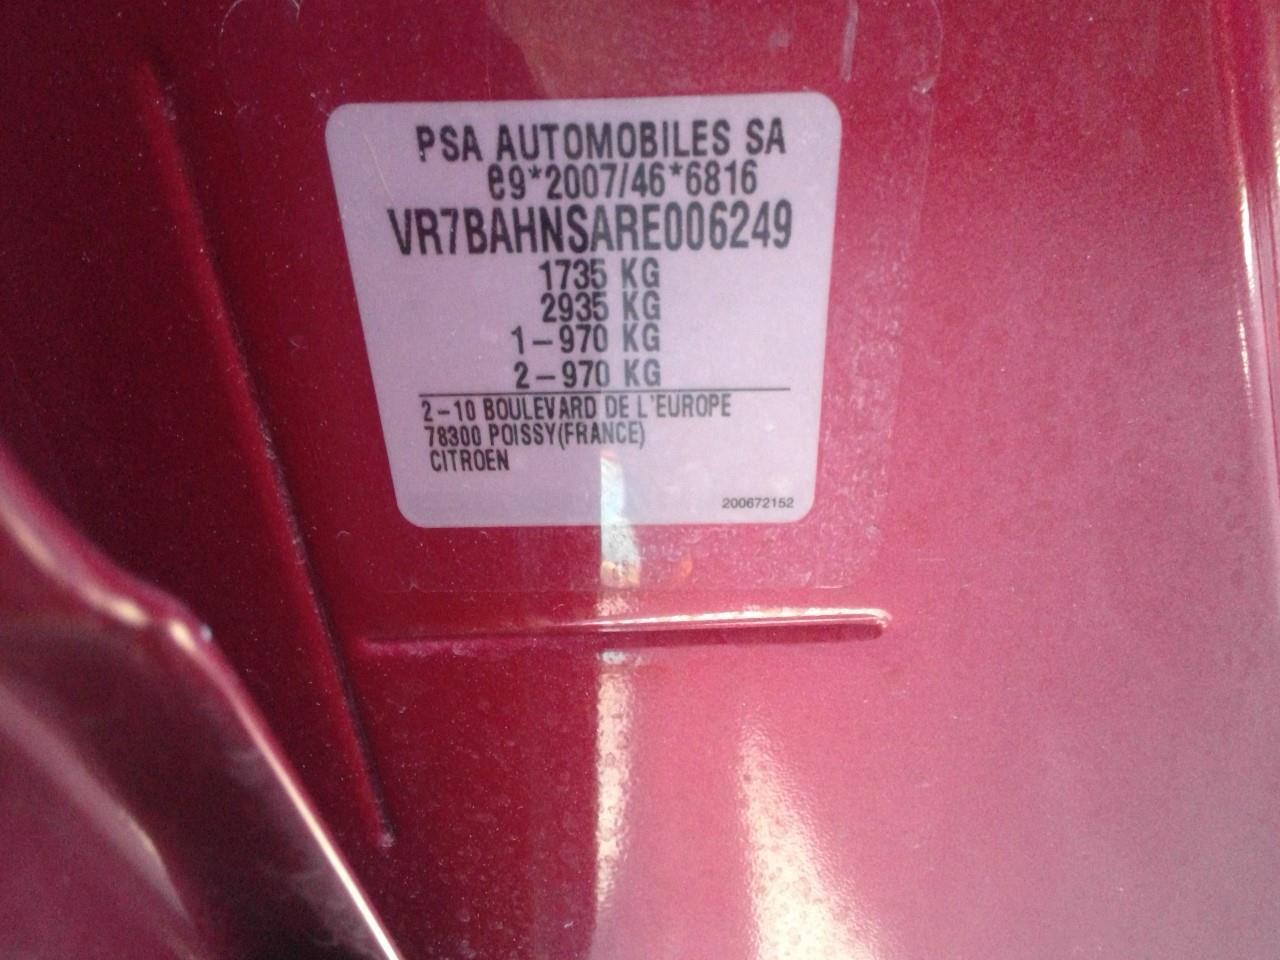 PSA AUTOMOBILES SA
e9*2007/46*6816
VR7BAHNSARE006249
1735 KG
2935 KG
1-970 KG
2-970 KG
2-10 BOULEVARD DE L'EUROPE
78300 POISSY(FRANCE)
CITROEN
200672152